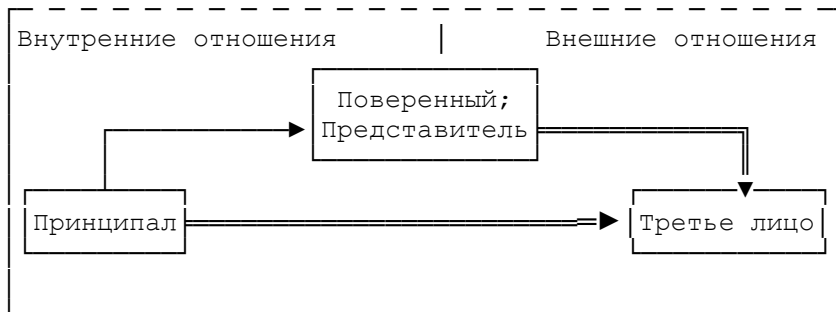 Внутренние отношения
Внешние отношения
Поверенный;
Представитель
Принципал
Третье лицо